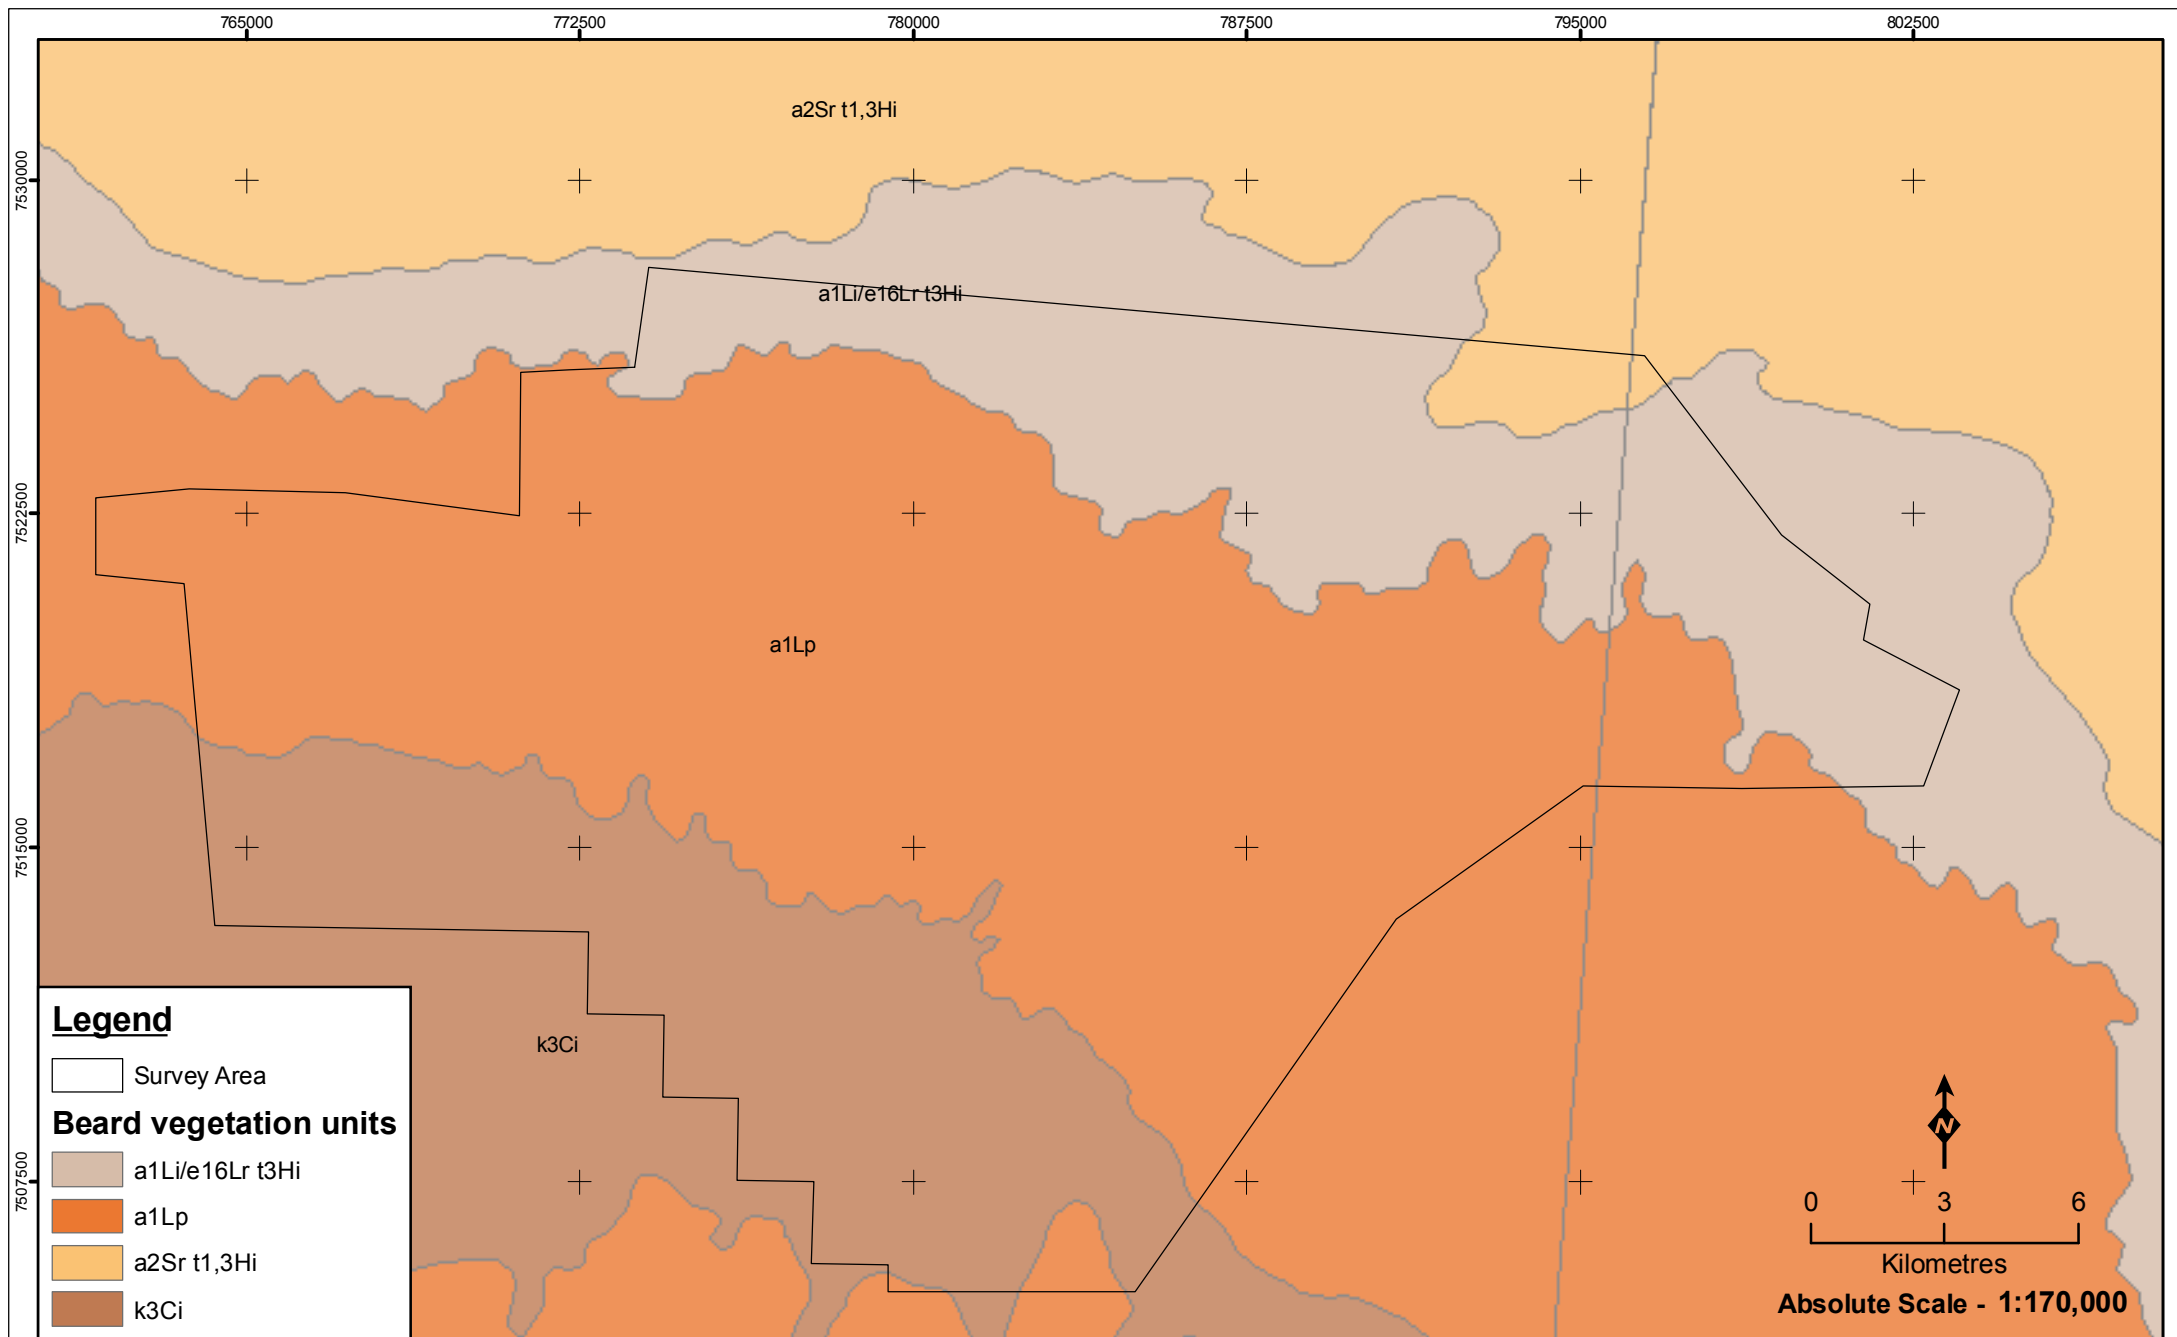 765000 772500 780000 787500 795000 802500
a2Sr t1,3Hi
7530000
a1Li/e16Lr t3Hi
7522500
a1Lp
7515000
k3Ci
7507500
Legend
Survey Area
Beard vegetation units
a1Li/e16Lr t3Hi
a1Lp
a2Sr t1,3Hi
k3Ci
N
0 3 6
Kilometres
Absolute Scale - 1:170,000